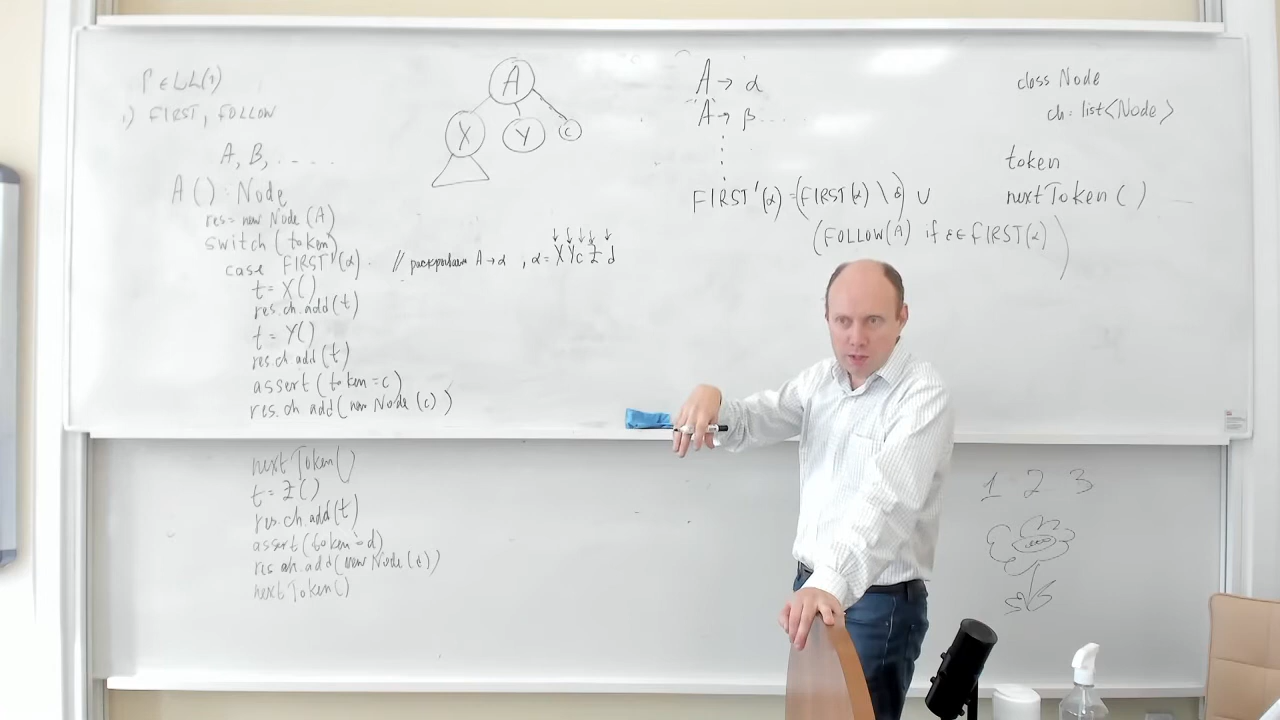 Γ ∈ LL(1)
1) FIRST, FOLLOW
A, B, . . . . .
A() : Node
res = new Node(A)
switch (token)
case FIRST'(α)
// раскрываем A → α , α = X Y c Z d
t = X()
res.ch.add(t)
t = Y()
res.ch.add(t)
assert(token = c)
res.ch.add(new Node(c))
nextToken()
t = Z()
res.ch.add(t)
assert(token = d)
res.ch.add(new Node(d))
nextToken()
A
X Y c
A → α
A → β . . . .
FIRST'(α) = (FIRST(α) \ ε) ∪
(FOLLOW(A) if ε ∈ FIRST(α))
class Node
ch: list<Node>
token
nextToken()
1 2 3